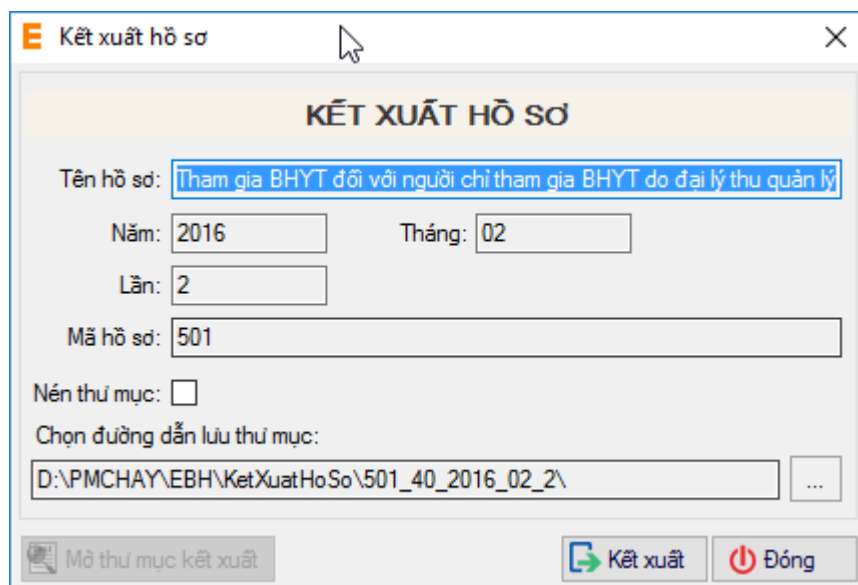 E Kết xuất hồ sơ
KẾT XUẤT HỒ SƠ
Tên hồ sơ: Tham gia BHYT đối với người chỉ tham gia BHYT do đại lý thu quản lý
Năm: 2016 Tháng: 02
Lần: 2
Mã hồ sơ: 501
Nén thư mục:
Chọn đường dẫn lưu thư mục:
D:\PMCHAY\EBH\KetXuatHoSo\501_40_2016_02_2\ ...
Mở thư mục kết xuất Kết xuất Đóng